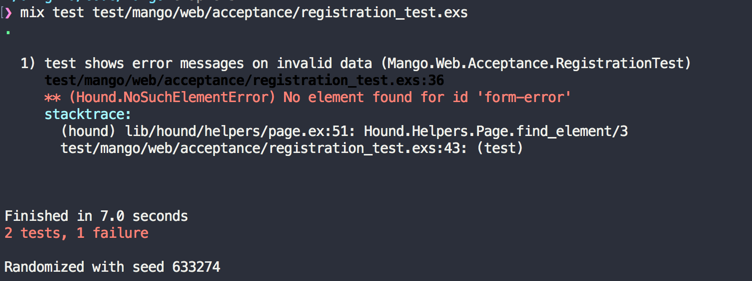 ❯ mix test test/mango/web/acceptance/registration_test.exs
.
1) test shows error messages on invalid data (Mango.Web.Acceptance.RegistrationTest)
test/mango/web/acceptance/registration_test.exs:36
** (Hound.NoSuchElementError) No element found for id 'form-error'
stacktrace:
(hound) lib/hound/helpers/page.ex:51: Hound.Helpers.Page.find_element/3
test/mango/web/acceptance/registration_test.exs:43: (test)
Finished in 7.0 seconds
2 tests, 1 failure
Randomized with seed 633274